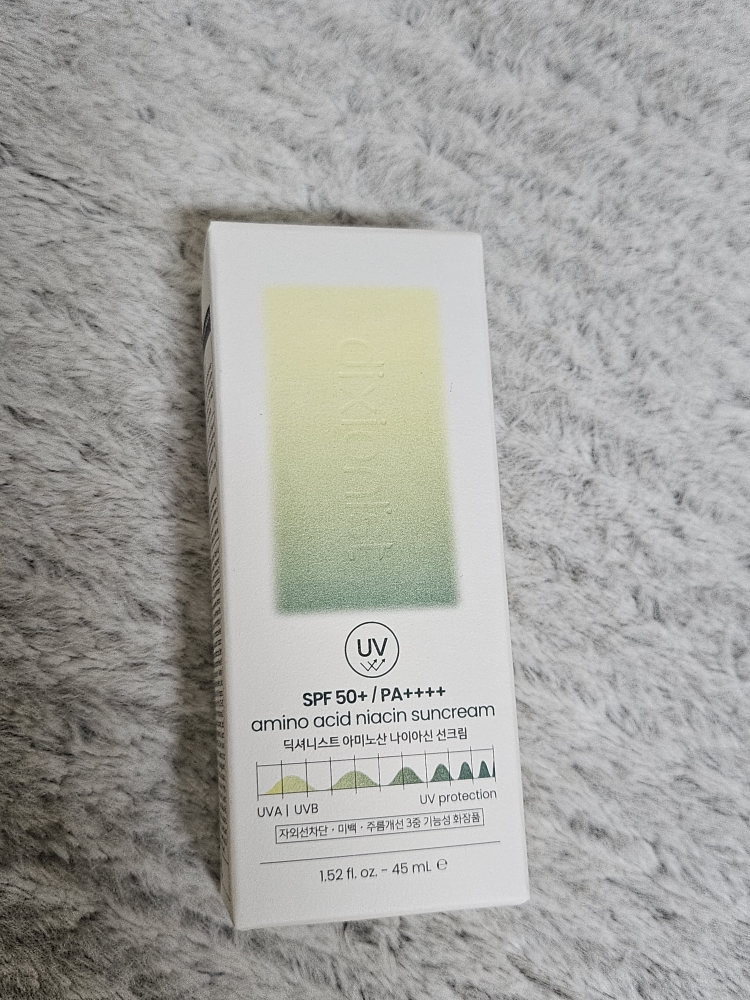 UV
SPF 50+ / PA++++
amino acid niacin suncream
딕셔니스트 아미노산 나이아신 선크림
UVA | UVB
UV protection
자외선차단 · 미백 · 주름개선 3중 기능성 화장품
1.52 fl. oz. - 45 mL ℮